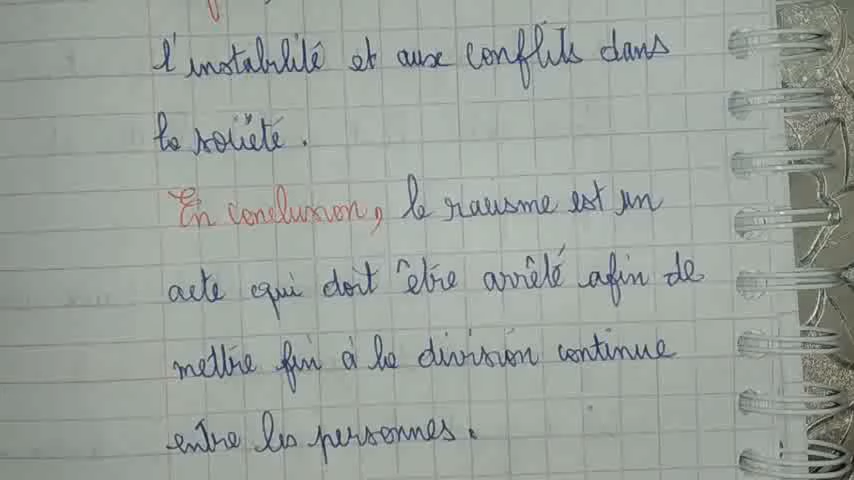 l'instabilité et aux conflits dans
la société.
En conclusion, le racisme est un
acte qui doit être arrêté afin de
mettre fin à la division continue
entre les personnes.